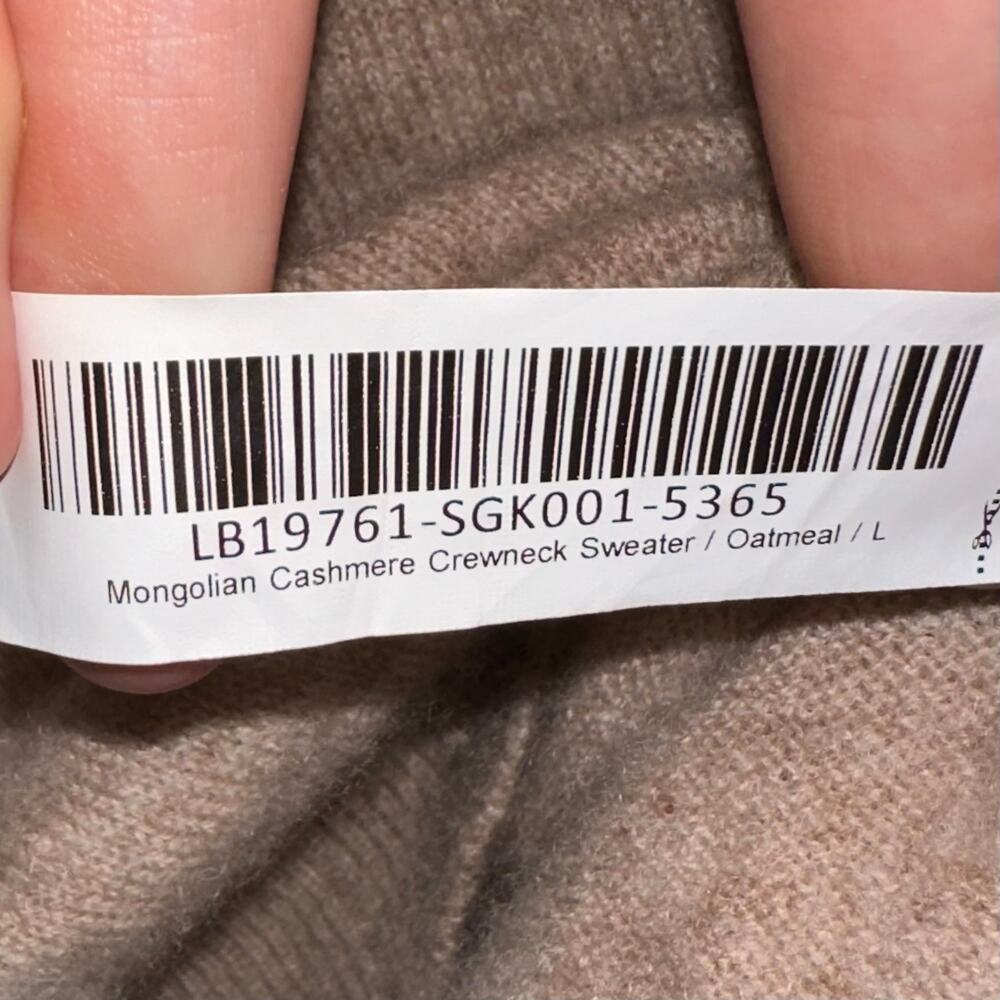 LB19761-SGK001-5365
Mongolian Cashmere Crewneck Sweater / Oatmeal / L